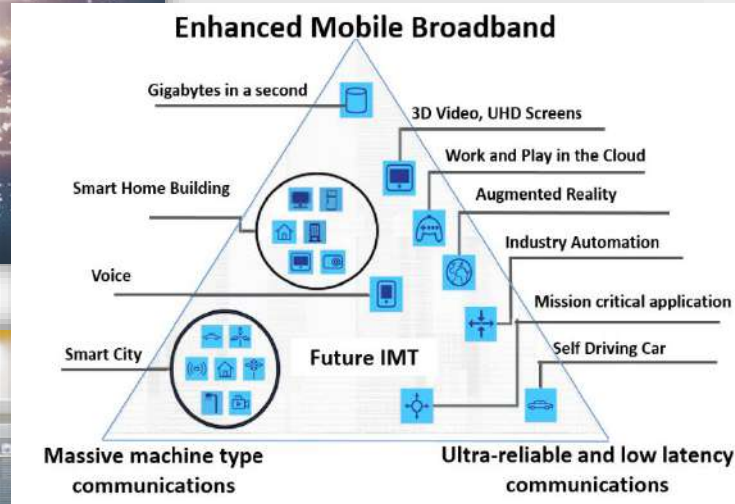 Enhanced Mobile Broadband
Gigabytes in a second
3D Video, UHD Screens
Work and Play in the Cloud
Smart Home Building
Augmented Reality
Industry Automation
Voice
Mission critical application
Smart City
Future IMT
Self Driving Car
Massive machine type
communications
Ultra-reliable and low latency
communications